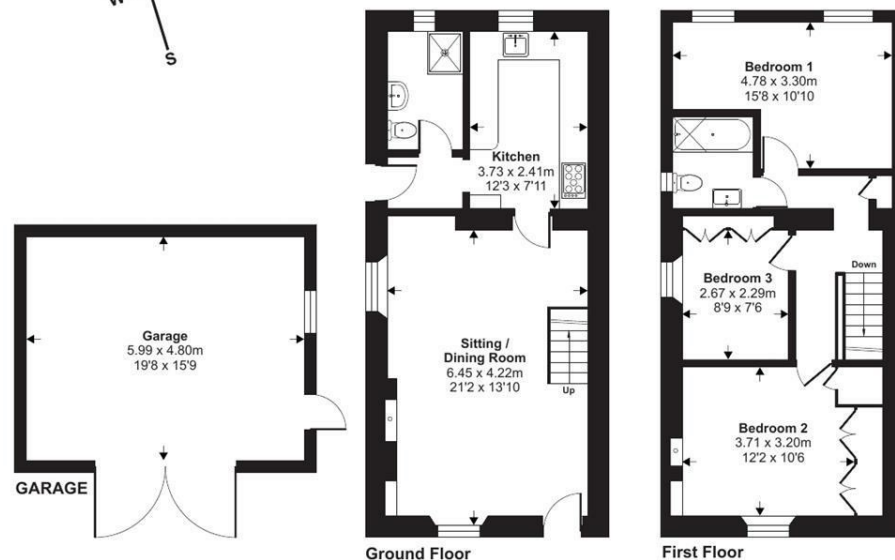 W
S
Garage
5.99 x 4.80m
19'8 x 15'9
GARAGE
Kitchen
3.73 x 2.41m
12'3 x 7'11
Sitting /
Dining Room
6.45 x 4.22m
21'2 x 13'10
Up
Ground Floor
Bedroom 1
4.78 x 3.30m
15'8 x 10'10
Bedroom 3
2.67 x 2.29m
8'9 x 7'6
Down
Bedroom 2
3.71 x 3.20m
12'2 x 10'6
First Floor